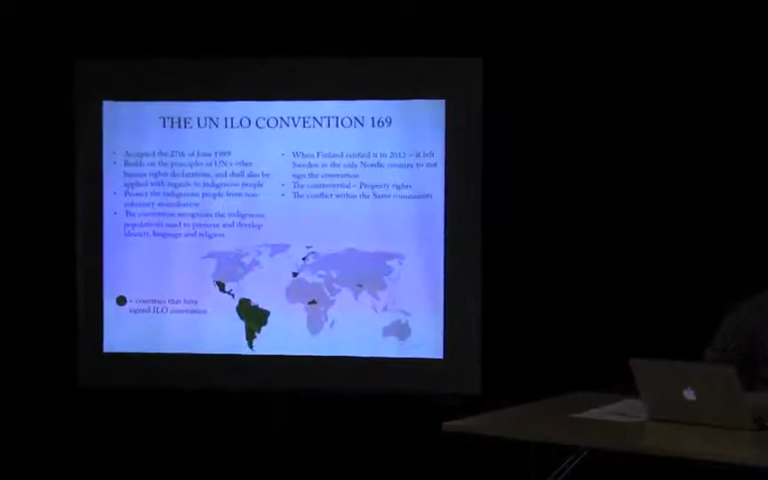 THE UN ILO CONVENTION 169
Accepted the 27th of June 1989
Builds on the principles of UN's other
human rights declarations, and shall also be
applied with regards to indigenous people
Protect the indigenous people from non-
voluntary assimilation
The convention recognizes the indigenous
populations need to preserve and develop
identity, language and religion
When Finland ratified it in 2012 – it left
Sweden as the only Nordic country to not
sign the convention
The controversial – Property rights
The conflict within the Sami community
= countries that have
signed ILO convention